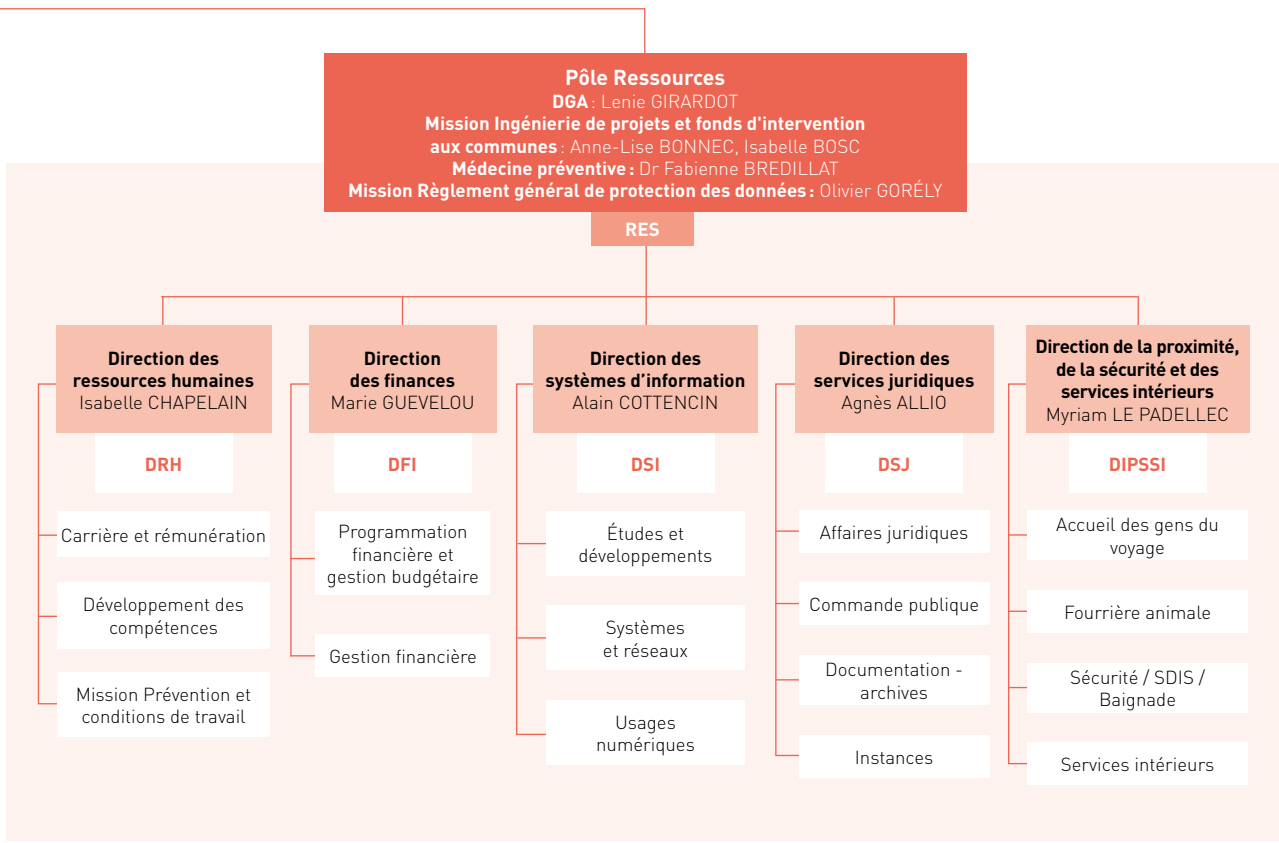 Pôle Ressources
DGA : Lenie GIRARDOT
Mission Ingénierie de projets et fonds d'intervention
aux communes : Anne-Lise BONNEC, Isabelle BOSC
Médecine préventive : Dr Fabienne BREDILLAT
Mission Règlement général de protection des données : Olivier GORÉLY
RES
Direction des
ressources humaines
Isabelle CHAPELAIN
DRH
Carrière et rémunération
Développement des
compétences
Mission Prévention et
conditions de travail
Direction
des finances
Marie GUEVELOU
DFI
Programmation
financière et
gestion budgétaire
Gestion financière
Direction des
systèmes d'information
Alain COTTENCIN
DSI
Études et
développements
Systèmes
et réseaux
Usages
numériques
Direction des
services juridiques
Agnès ALLIO
DSJ
Affaires juridiques
Commande publique
Documentation -
archives
Instances
Direction de la proximité,
de la sécurité et des
services intérieurs
Myriam LE PADELLEC
DIPSSI
Accueil des gens du
voyage
Fourrière animale
Sécurité / SDIS /
Baignade
Services intérieurs